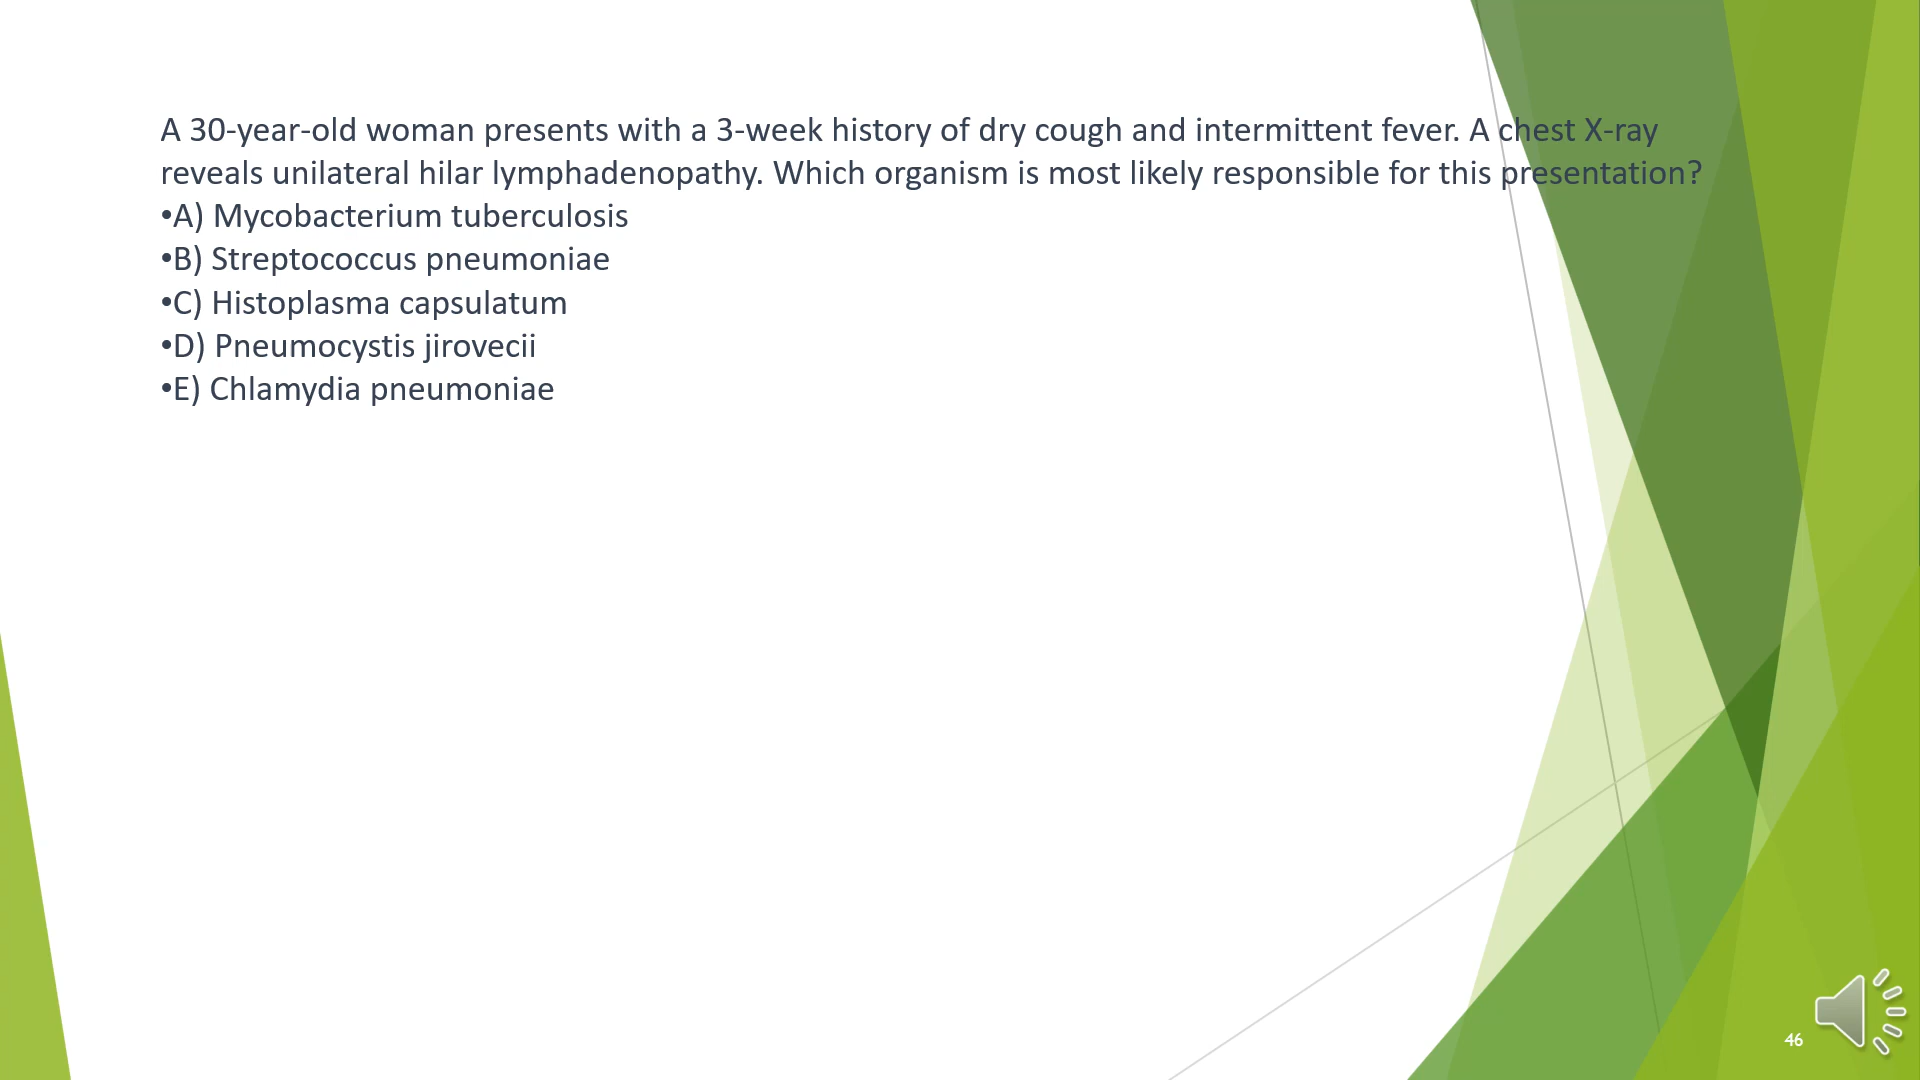 A 30-year-old woman presents with a 3-week history of dry cough and intermittent fever. A chest X-ray
reveals unilateral hilar lymphadenopathy. Which organism is most likely responsible for this presentation?
•A) Mycobacterium tuberculosis
•B) Streptococcus pneumoniae
•C) Histoplasma capsulatum
•D) Pneumocystis jirovecii
•E) Chlamydia pneumoniae
46